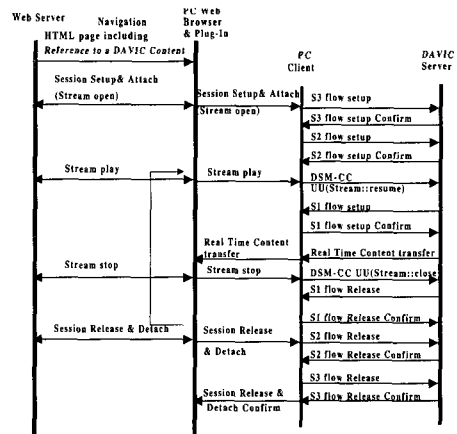 Web Server
Navigation
PC Web
Browser
& Plug-In
HTML page including
Reference to a DAVIC Content
PC
Client
DAVIC
Server
Session Setup& Attach
(Stream open)
Session Setup& Attach
(Stream open)
S3 flow setup
S3 flow setup Confirm
S2 flow setup
S2 flow setup Confirm
Stream play
Stream play
DSM-CC
UU(Stream::resume)
S1 flow setup
S1 flow setup Confirm
Real Time Content
transfer
Real Time Content transfer
Stream stop
Stream stop
DSM-CC UU(Stream::close
S1 flow Release
S1 flow Release Confirm
Session Release & Detach
Session Release
& Detach
S2 flow Release
S2 flow Release Confirm
S3 flow Release
Session Release &
Detach Confirm
S3 flow Release Confirm